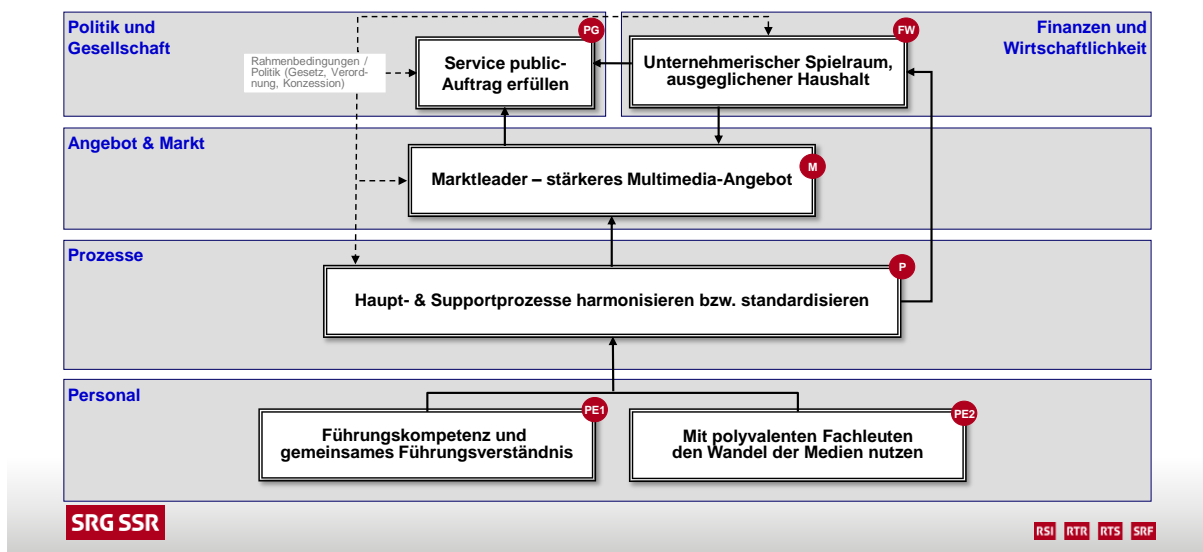 Politik und
Gesellschaft
PG
FW
Finanzen und
Wirtschaftlichkeit
Rahmenbedingungen /
Politik (Gesetz, Verord-
nung, Konzession)
Service public-
Auftrag erfüllen
Unternehmerischer Spielraum,
ausgeglichener Haushalt
Angebot & Markt
M
Marktleader – stärkeres Multimedia-Angebot
Prozesse
P
Haupt- & Supportprozesse harmonisieren bzw. standardisieren
Personal
PE1
PE2
Führungskompetenz und
gemeinsames Führungsverständnis
Mit polyvalenten Fachleuten
den Wandel der Medien nutzen
SRG SSR
RSI RTR RTS SRF